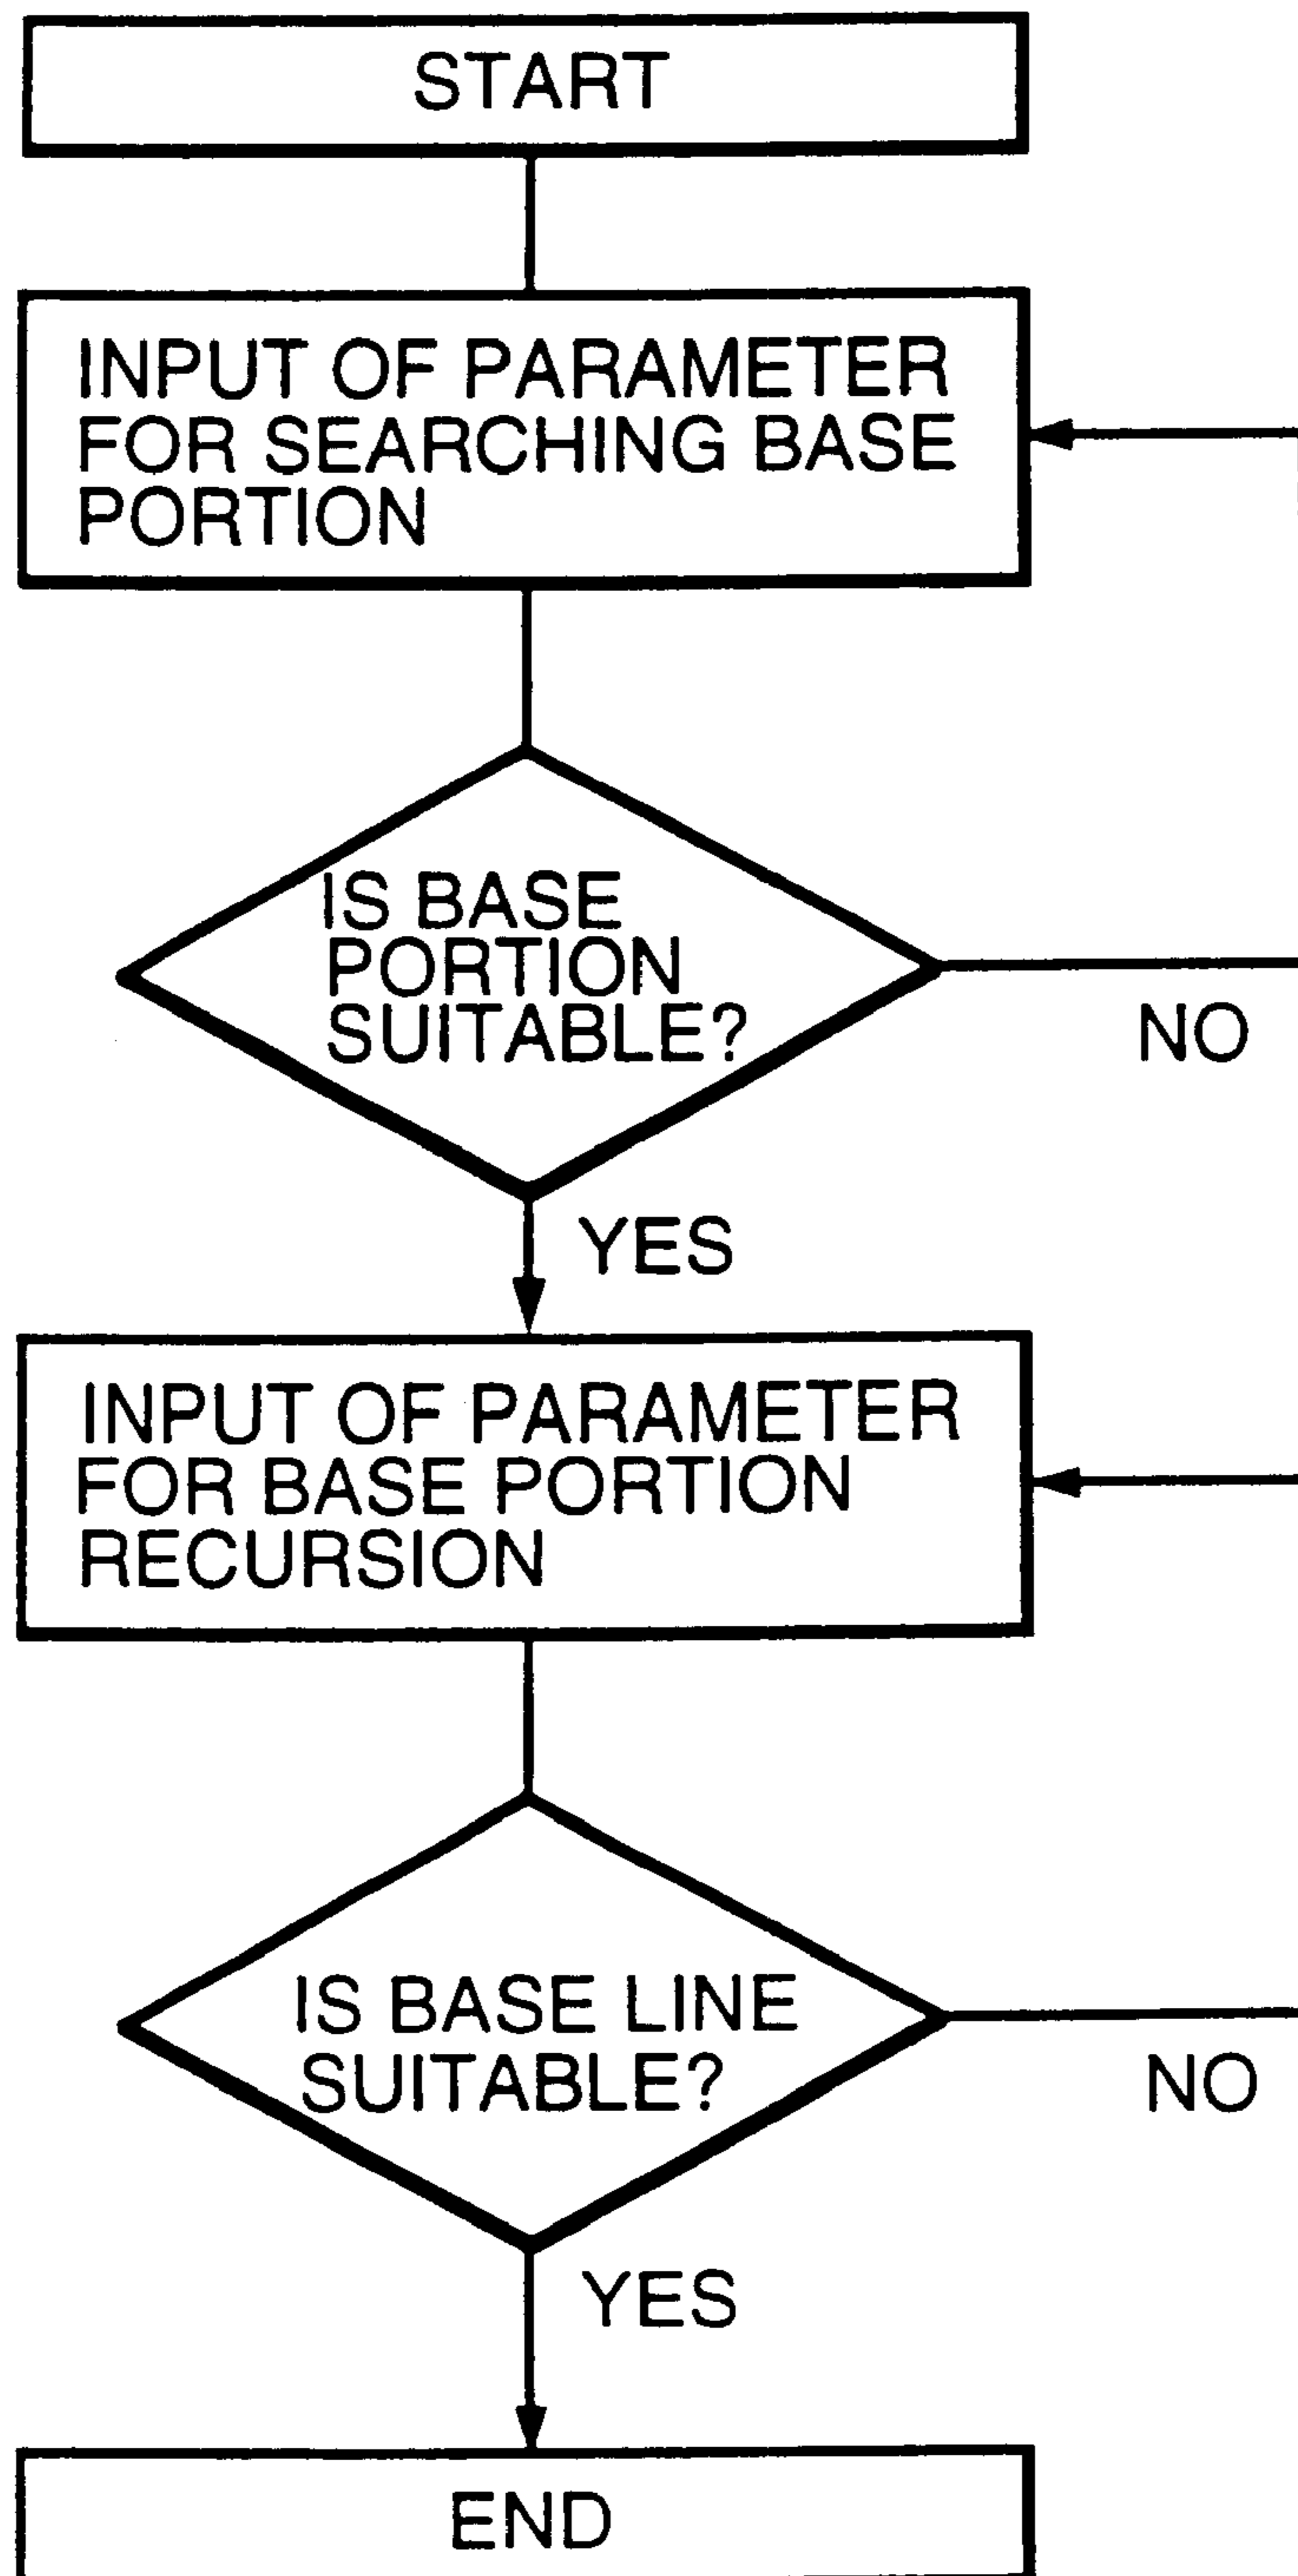 START
INPUT OF PARAMETER
FOR SEARCHING BASE
PORTION
IS BASE
PORTION
SUITABLE?
NO
YES
INPUT OF PARAMETER
FOR BASE PORTION
RECURSION
IS BASE LINE
SUITABLE?
NO
YES
END